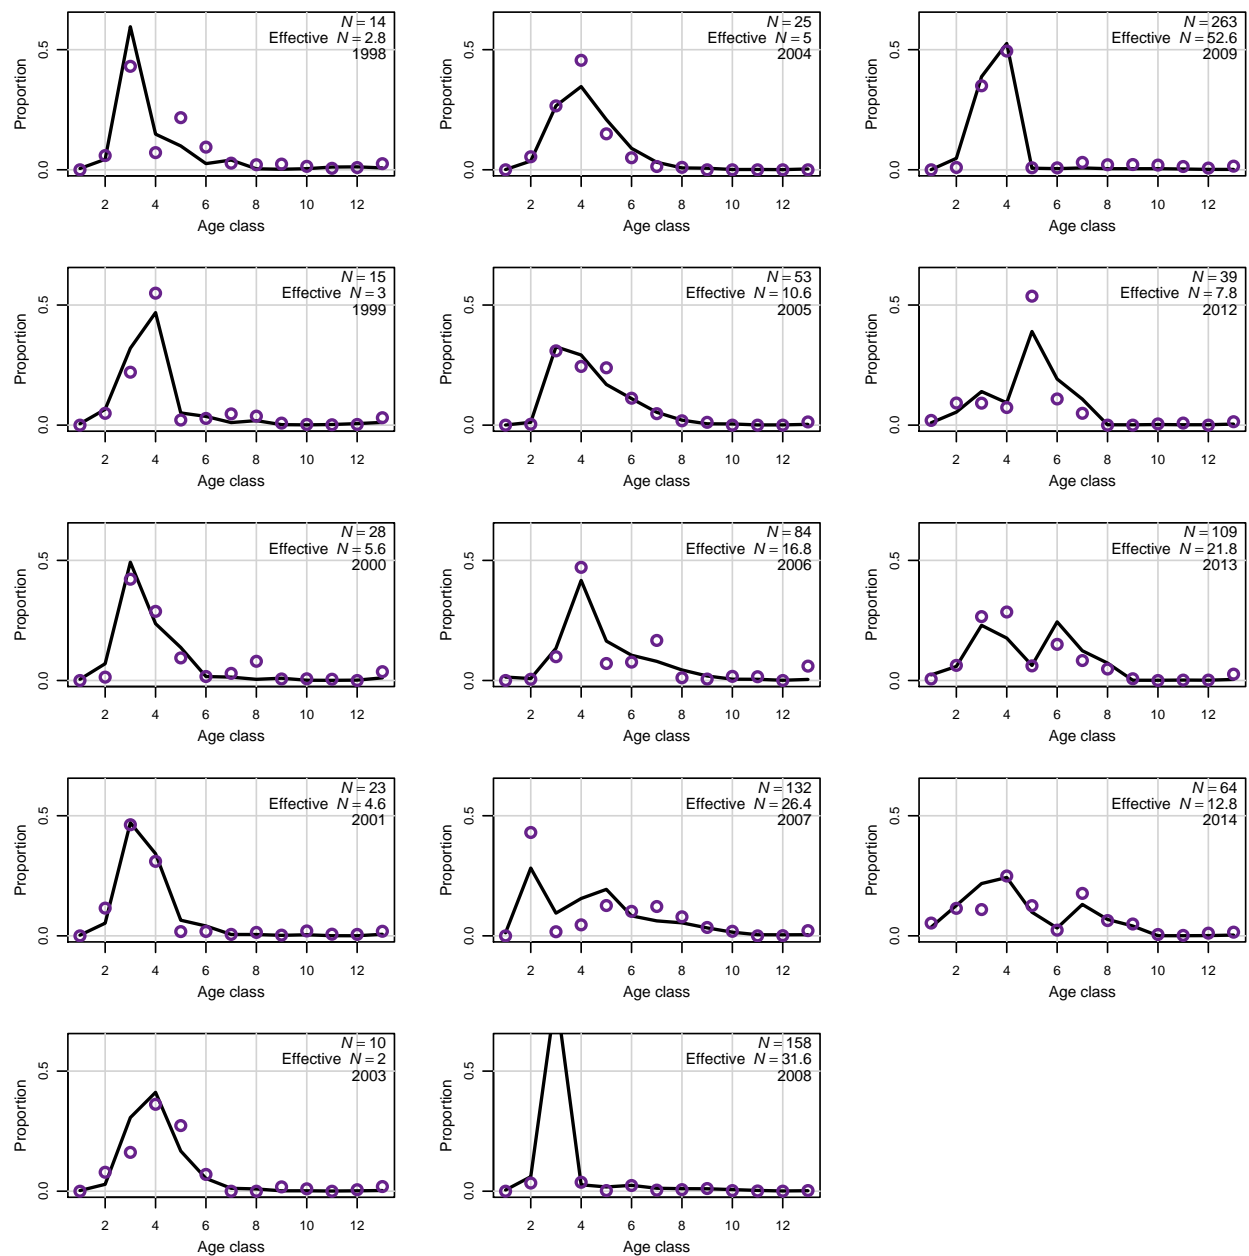 N = 14
Effective N = 2.8
1998
0.5
0.0
Proportion
2 4 6 8 10 12
Age class
N = 25
Effective N = 5
2004
0.5
0.0
Proportion
2 4 6 8 10 12
Age class
N = 263
Effective N = 52.6
2009
0.5
0.0
Proportion
2 4 6 8 10 12
Age class
N = 15
Effective N = 3
1999
0.5
0.0
Proportion
2 4 6 8 10 12
Age class
N = 53
Effective N = 10.6
2005
0.5
0.0
Proportion
2 4 6 8 10 12
Age class
N = 39
Effective N = 7.8
2012
0.5
0.0
Proportion
2 4 6 8 10 12
Age class
N = 28
Effective N = 5.6
2000
0.5
0.0
Proportion
2 4 6 8 10 12
Age class
N = 84
Effective N = 16.8
2006
0.5
0.0
Proportion
2 4 6 8 10 12
Age class
N = 109
Effective N = 21.8
2013
0.5
0.0
Proportion
2 4 6 8 10 12
Age class
N = 23
Effective N = 4.6
2001
0.5
0.0
Proportion
2 4 6 8 10 12
Age class
N = 132
Effective N = 26.4
2007
0.5
0.0
Proportion
2 4 6 8 10 12
Age class
N = 64
Effective N = 12.8
2014
0.5
0.0
Proportion
2 4 6 8 10 12
Age class
N = 10
Effective N = 2
2003
0.5
0.0
Proportion
2 4 6 8 10 12
Age class
N = 158
Effective N = 31.6
2008
0.5
0.0
Proportion
2 4 6 8 10 12
Age class